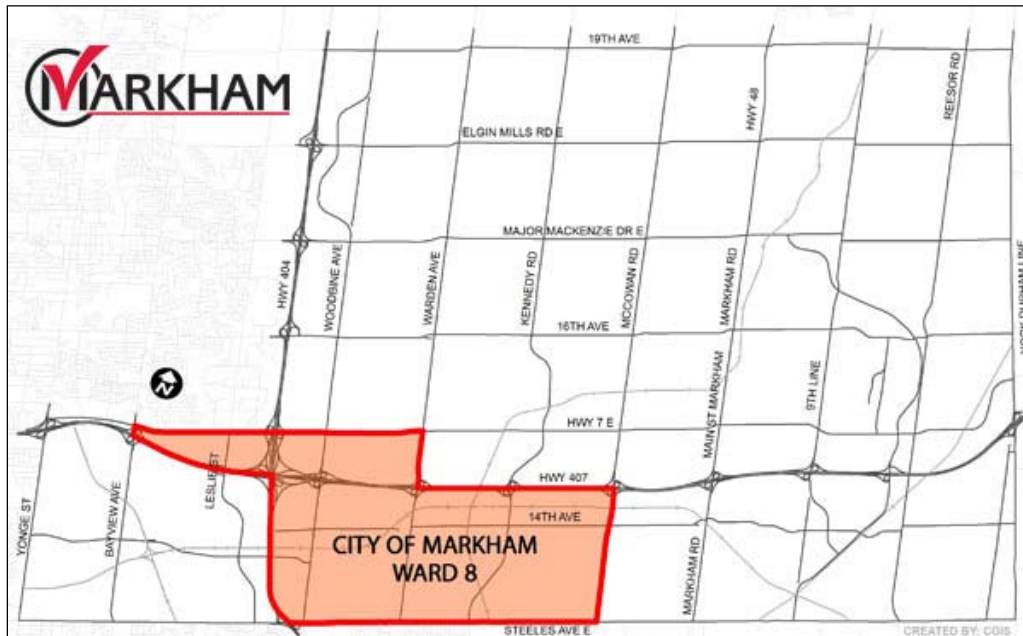 MARKHAM
19TH AVE
HWY 48
REESOR RD
ELGIN MILLS RD E
MAJOR MACKENZIE DR E
HWY 404
WOODBINE AVE
WARDEN AVE
KENNEDY RD
MCCOWAN RD
MARKHAM RD
YORK DURHAM LINE
16TH AVE
N
9TH LINE
MAIN ST MARKHAM
HWY 7 E
LESLIE ST
HWY 407
YONGE ST
BAYVIEW AVE
14TH AVE
CITY OF MARKHAM
WARD 8
MARKHAM RD
STEELES AVE E
CREATED BY: CGIS